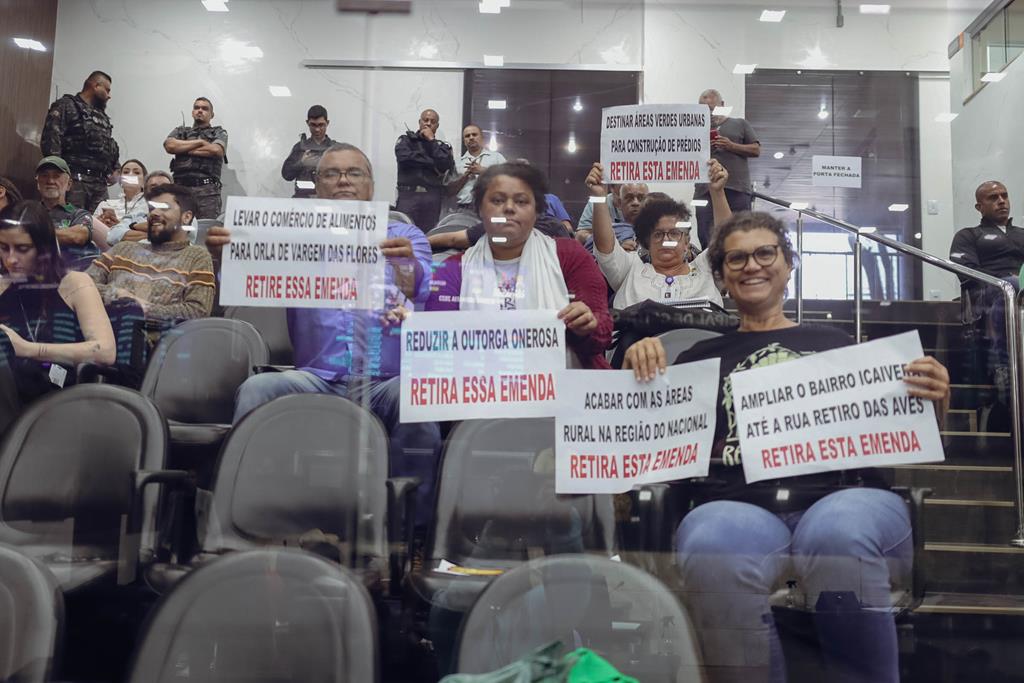 DESTINAR ÁREAS VERDES URBANAS
PARA CONSTRUÇÃO DE PRÉDIOS
RETIRA ESTA EMENDA
MANTER A
PORTA FECHADA
LEVAR O COMÉRCIO DE ALIMENTOS
PARA ORLA DE VARGEM DAS FLORES
RETIRE ESSA EMENDA
REDUZIR A OUTORGA ONEROSA
RETIRA ESSA EMENDA
ACABAR COM AS ÁREAS
RURAL NA REGIÃO DO NACIONAL
RETIRA ESTA EMENDA
AMPLIAR O BAIRRO
ATÉ A RUA RETIRO DAS AVES
RETIRA ESTA EMENDA